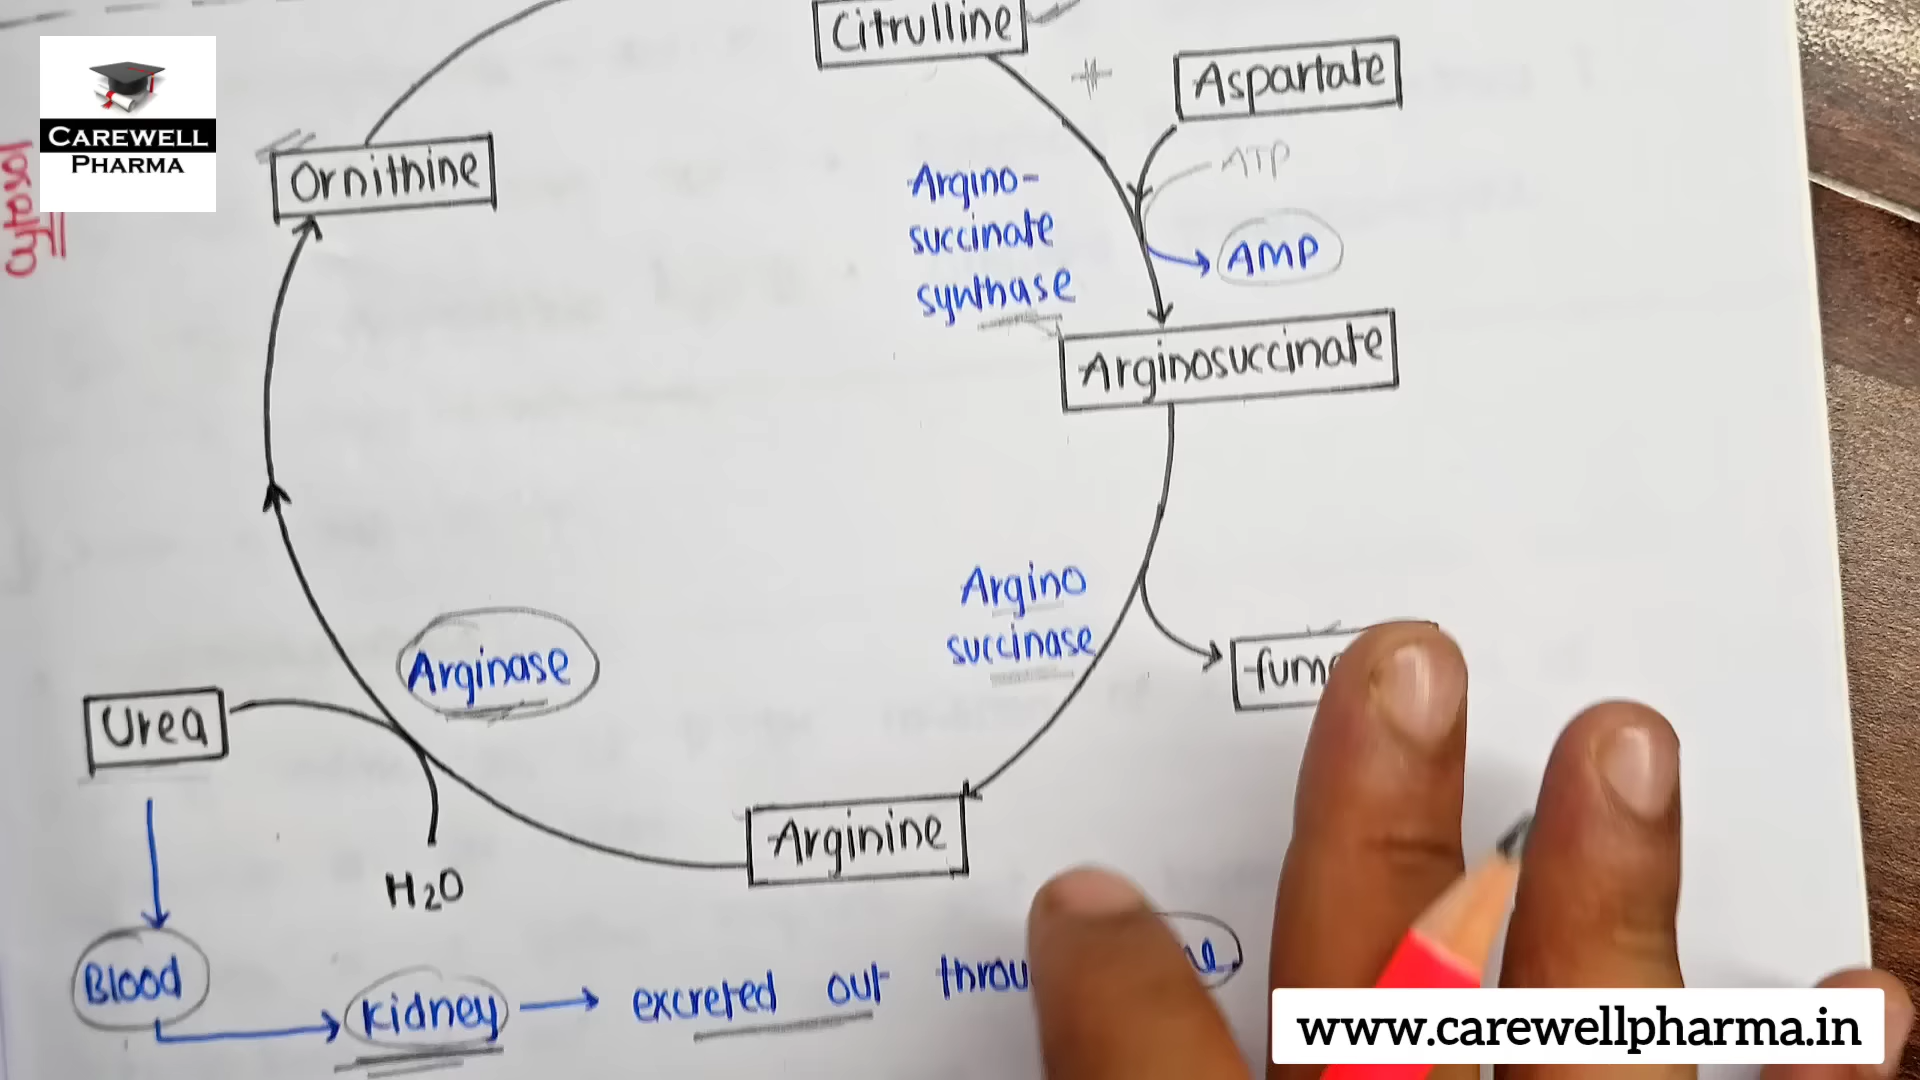 Citrulline
Aspartate
CAREWELL
PHARMA
cytosol
Ornithine
ATP
Argino-
succinate
synthase
AMP
Arginosuccinate
Argino
succinase
Arginase
Urea
Arginine
H₂O
Blood
kidney
excreted out
www.carewellpharma.in